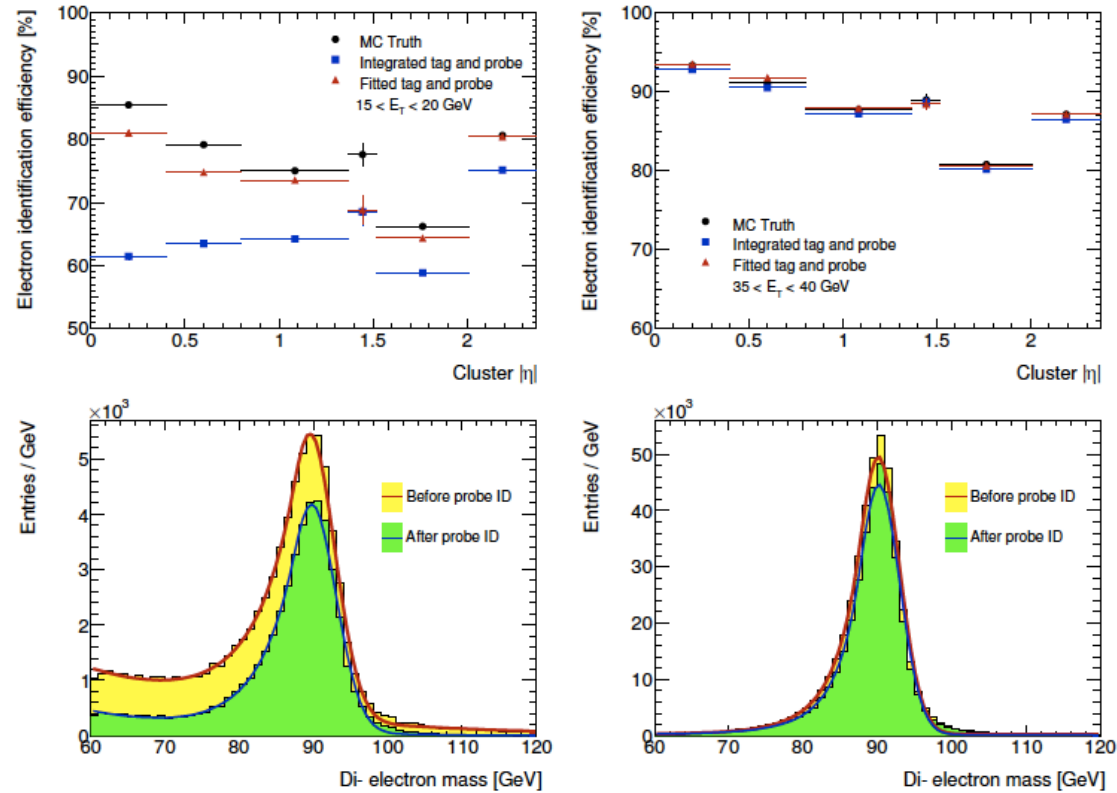 Electron identification efficiency [%]
100
90
80
70
60
50
MC Truth
Integrated tag and probe
Fitted tag and probe
15 < E_T < 20 GeV
0 0.5 1 1.5 2
Cluster |η|
Electron identification efficiency [%]
100
90
80
70
60
MC Truth
Integrated tag and probe
Fitted tag and probe
35 < E_T < 40 GeV
0 0.5 1 1.5 2
Cluster |η|
×10³
Entries / GeV
5
4
3
2
1
0
Before probe ID
After probe ID
60 70 80 90 100 110 120
Di- electron mass [GeV]
×10³
Entries / GeV
50
40
30
20
10
0
Before probe ID
After probe ID
60 70 80 90 100 110 120
Di- electron mass [GeV]